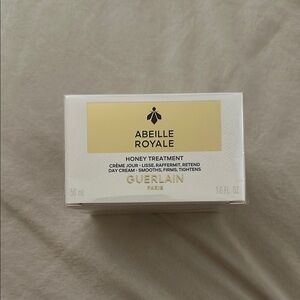 ABEILLE
ROYALE
HONEY TREATMENT
CRÈME JOUR - LISSE, RAFFERMIT, RETEND
DAY CREAM - SMOOTHS, FIRMS, TIGHTENS
GUERLAIN
PARIS
50 ml 1.6 FL. OZ